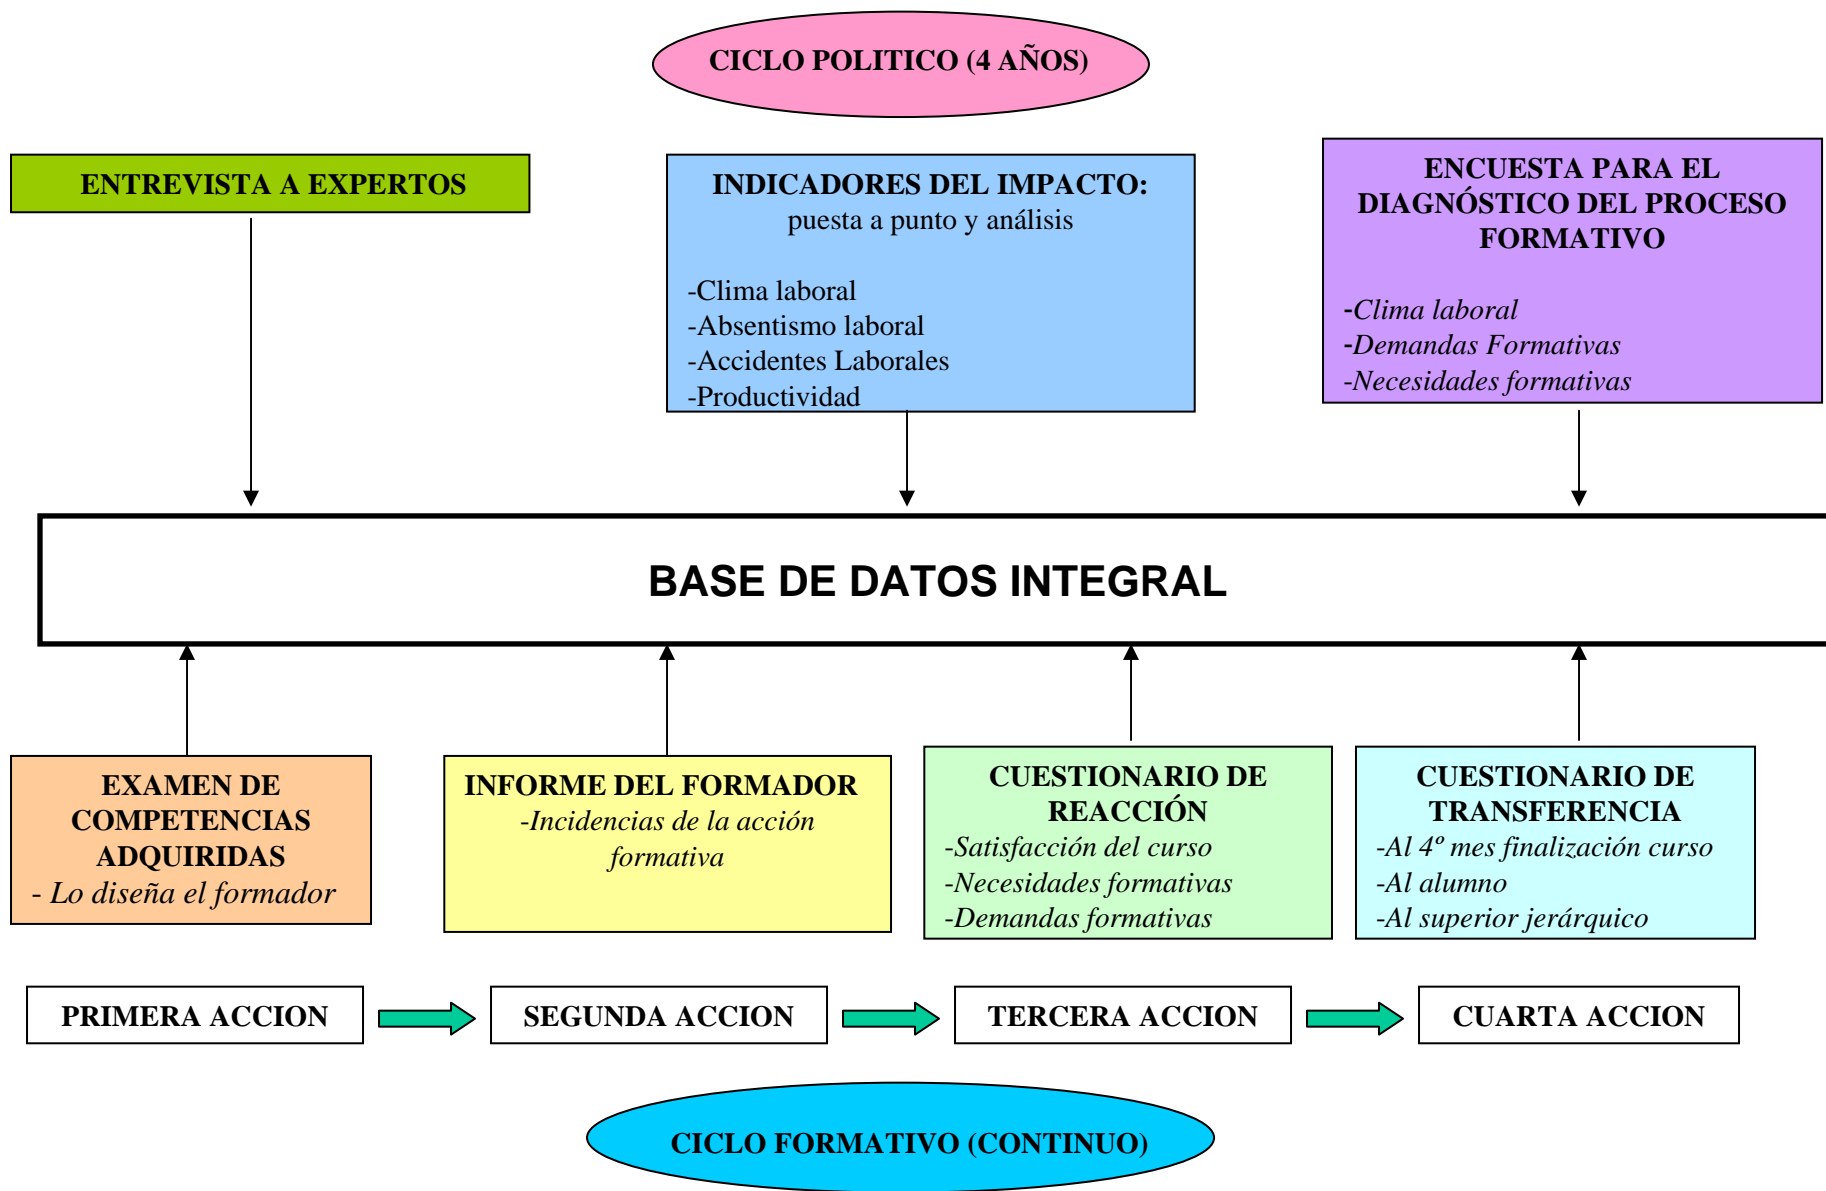 CICLO POLITICO (4 AÑOS)
ENTREVISTA A EXPERTOS
INDICADORES DEL IMPACTO:
puesta a punto y análisis
-Clima laboral
-Absentismo laboral
-Accidentes Laborales
-Productividad
ENCUESTA PARA EL
DIAGNÓSTICO DEL PROCESO
FORMATIVO
-Clima laboral
-Demandas Formativas
-Necesidades formativas
BASE DE DATOS INTEGRAL
EXAMEN DE
COMPETENCIAS
ADQUIRIDAS
- Lo diseña el formador
INFORME DEL FORMADOR
-Incidencias de la acción
formativa
CUESTIONARIO DE
REACCIÓN
-Satisfacción del curso
-Necesidades formativas
-Demandas formativas
CUESTIONARIO DE
TRANSFERENCIA
-Al 4º mes finalización curso
-Al alumno
-Al superior jerárquico
PRIMERA ACCION
SEGUNDA ACCION
TERCERA ACCION
CUARTA ACCION
CICLO FORMATIVO (CONTINUO)